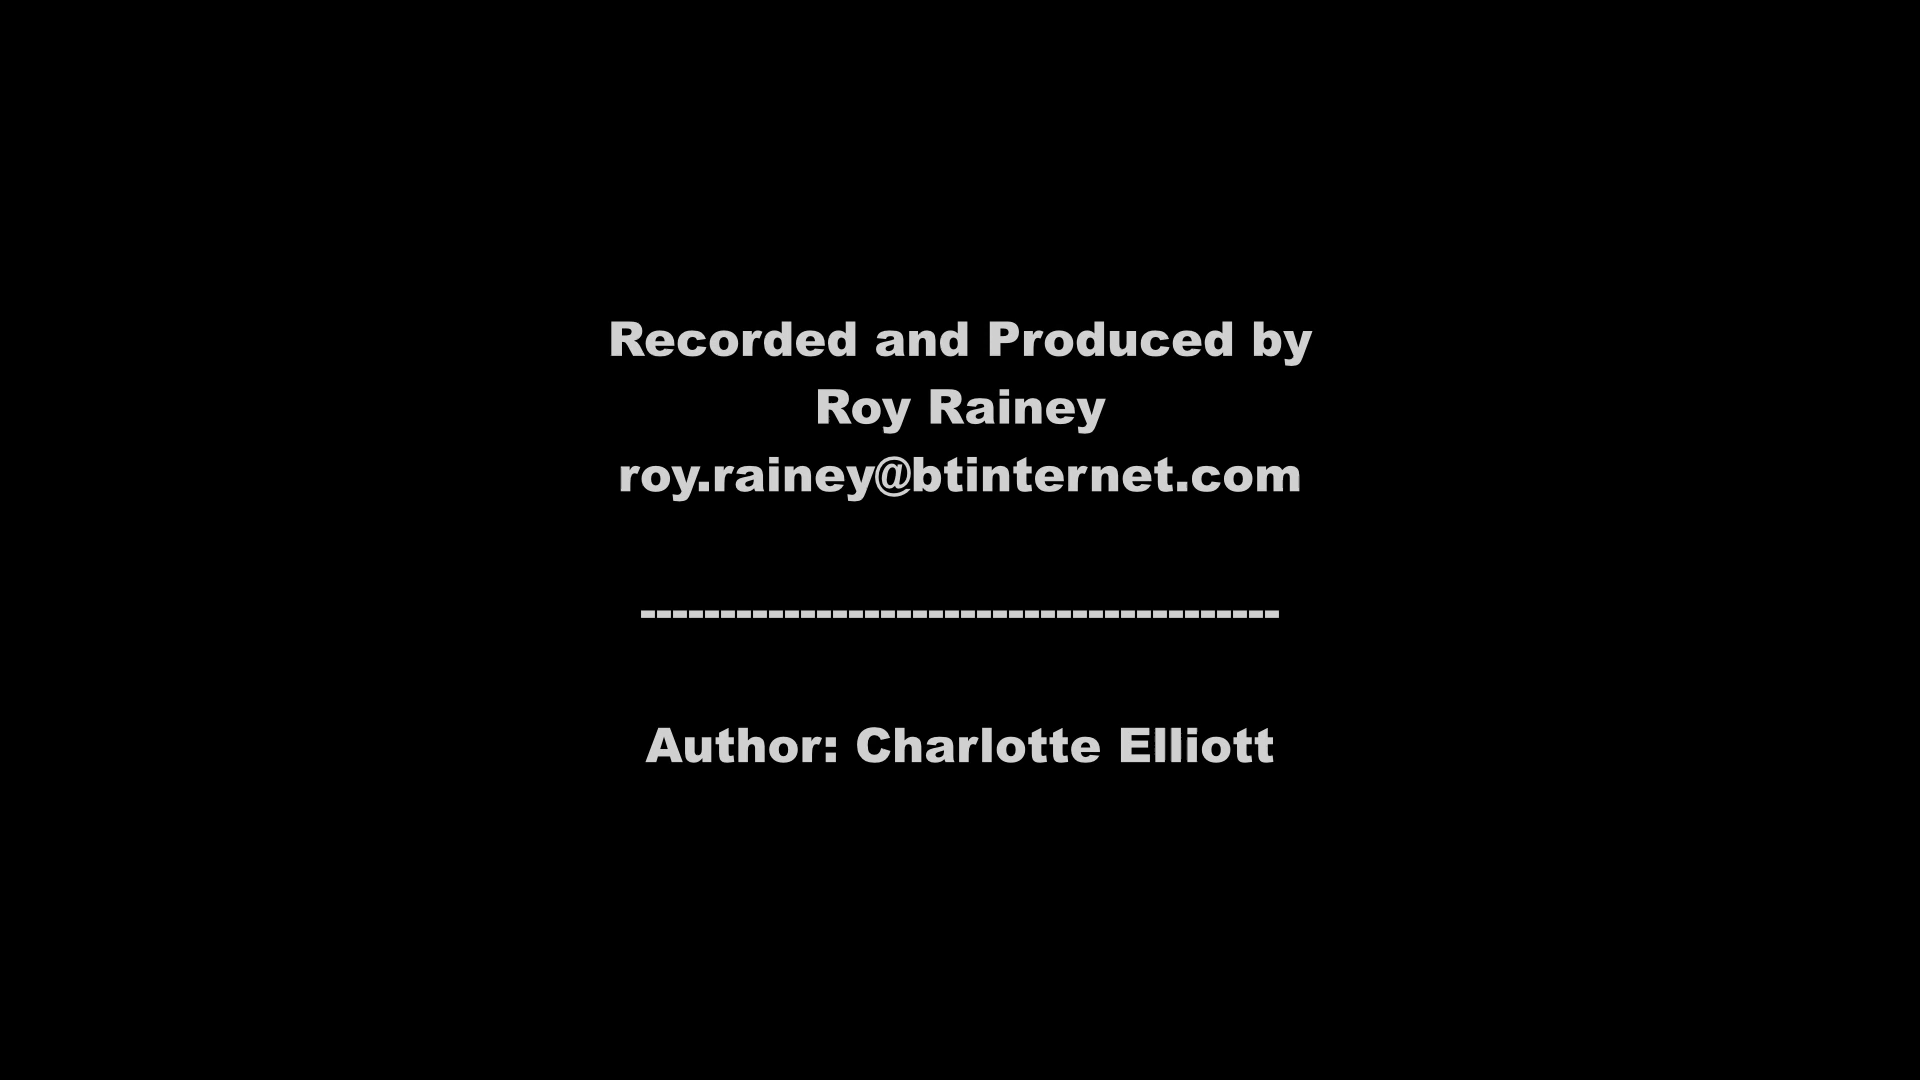 Recorded and Produced by
Roy Rainey
roy.rainey@btinternet.com
----------------------------------------
Author: Charlotte Elliott